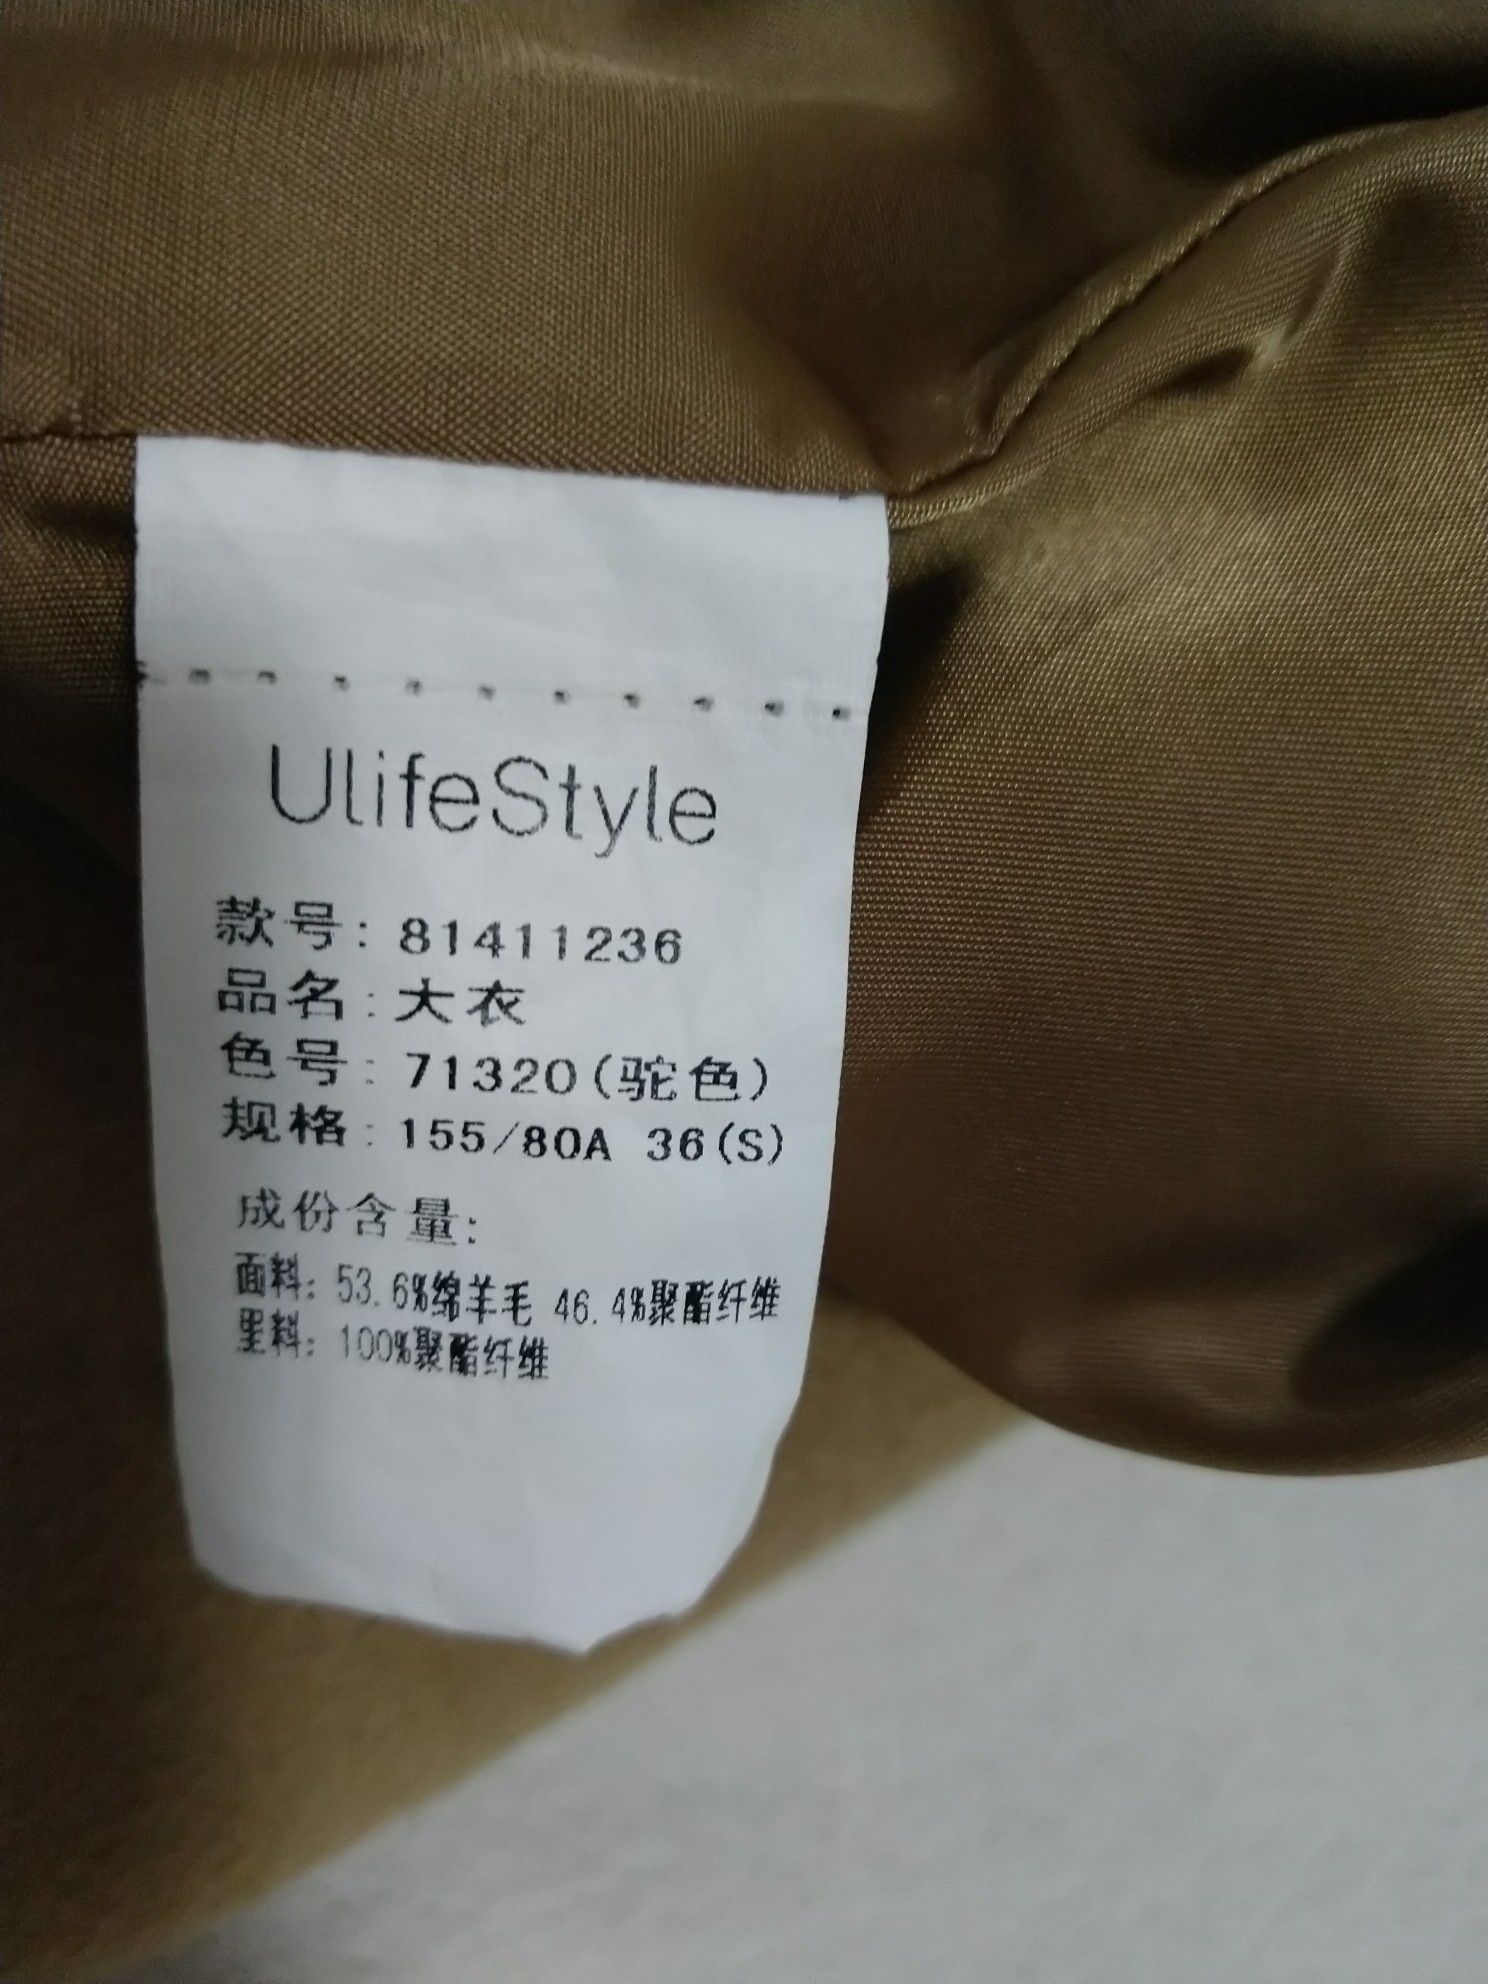 UlifeStyle
款号: 81411236
品名: 大衣
色号: 71320(驼色)
规格: 155/80A 36(S)
成份含量:
面料: 53.6%绵羊毛 46.4%聚酯纤维
里料: 100%聚酯纤维